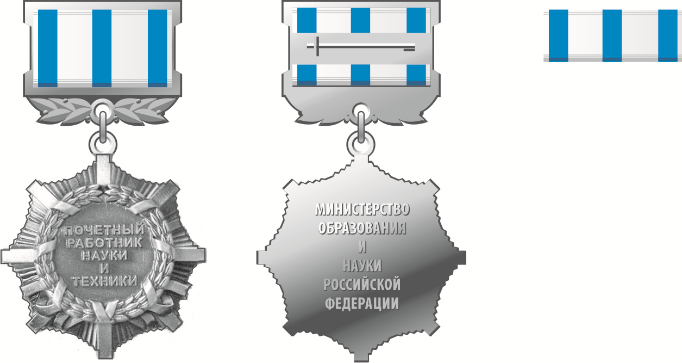 ПОЧЕТНЫЙ
РАБОТНИК
НАУКИ
И
ТЕХНИКИ
МИНИСТЕРСТВО
ОБРАЗОВАНИЯ
И
НАУКИ
РОССИЙСКОЙ
ФЕДЕРАЦИИ